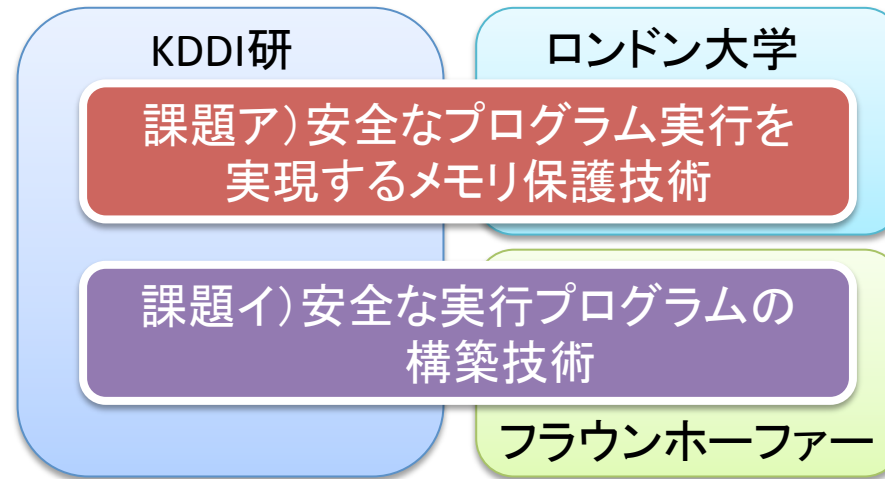 KDDI研
ロンドン大学
課題ア）安全なプログラム実行を
実現するメモリ保護技術
課題イ）安全な実行プログラムの
構築技術
フラウンホーファー